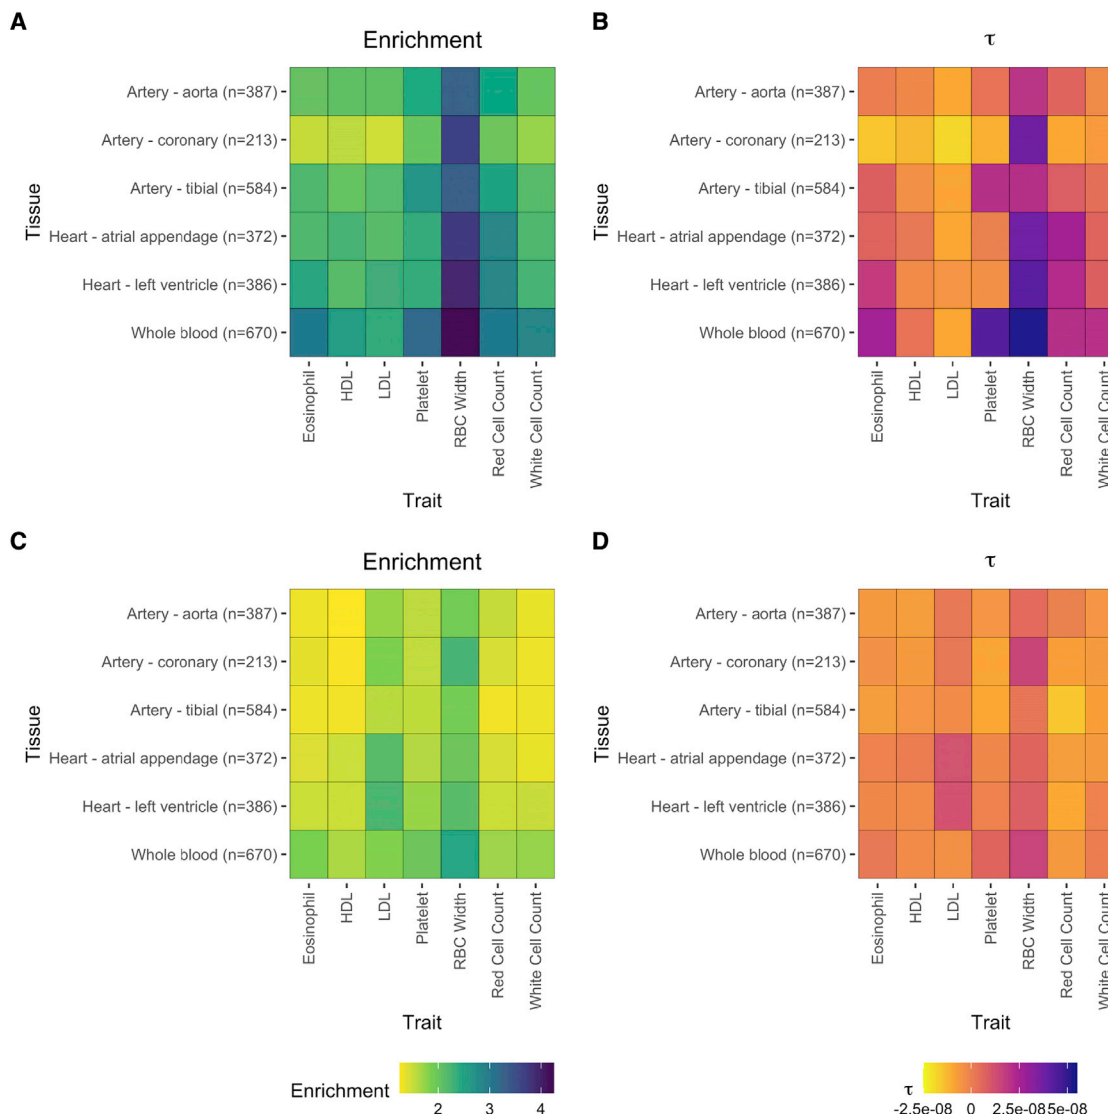 A
Enrichment
Tissue
Artery - aorta (n=387)
Artery - coronary (n=213)
Artery - tibial (n=584)
Heart - atrial appendage (n=372)
Heart - left ventricle (n=386)
Whole blood (n=670)
Eosinophil
HDL
LDL
Platelet
RBC Width
Red Cell Count
White Cell Count
Trait
B
τ
Tissue
Artery - aorta (n=387)
Artery - coronary (n=213)
Artery - tibial (n=584)
Heart - atrial appendage (n=372)
Heart - left ventricle (n=386)
Whole blood (n=670)
Eosinophil
HDL
LDL
Platelet
RBC Width
Red Cell Count
White Cell Count
Trait
C
Enrichment
Tissue
Artery - aorta (n=387)
Artery - coronary (n=213)
Artery - tibial (n=584)
Heart - atrial appendage (n=372)
Heart - left ventricle (n=386)
Whole blood (n=670)
Eosinophil
HDL
LDL
Platelet
RBC Width
Red Cell Count
White Cell Count
Trait
D
τ
Tissue
Artery - aorta (n=387)
Artery - coronary (n=213)
Artery - tibial (n=584)
Heart - atrial appendage (n=372)
Heart - left ventricle (n=386)
Whole blood (n=670)
Eosinophil
HDL
LDL
Platelet
RBC Width
Red Cell Count
White Cell Count
Trait
Enrichment
2 3 4
τ
-2.5e-08 0 2.5e-08 5e-08